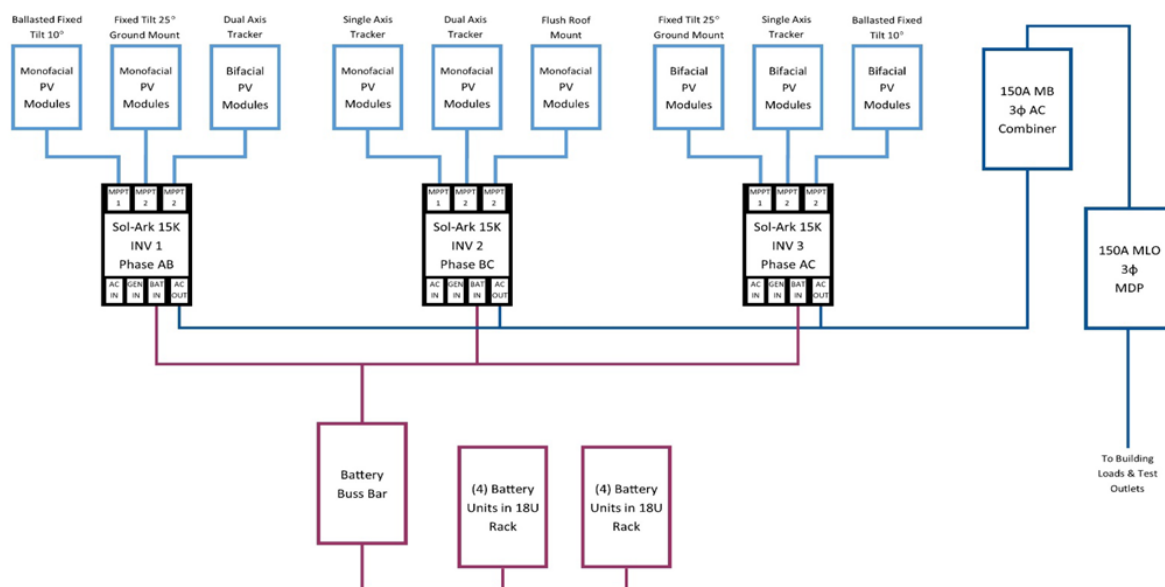 Ballasted Fixed
Tilt 10°
Fixed Tilt 25°
Ground Mount
Dual Axis
Tracker
Single Axis
Tracker
Dual Axis
Tracker
Flush Roof
Mount
Fixed Tilt 25°
Ground Mount
Single Axis
Tracker
Ballasted Fixed
Tilt 10°
Monofacial
PV
Modules
Monofacial
PV
Modules
Bifacial
PV
Modules
Monofacial
PV
Modules
Monofacial
PV
Modules
Monofacial
PV
Modules
Bifacial
PV
Modules
Bifacial
PV
Modules
Bifacial
PV
Modules
150A MB
3ϕ AC
Combiner
MPPT
1
MPPT
2
MPPT
2
Sol-Ark 15K
INV 1
Phase AB
AC
IN
GEN
IN
BAT
IN
AC
OUT
MPPT
1
MPPT
2
MPPT
2
Sol-Ark 15K
INV 2
Phase BC
AC
IN
GEN
IN
BAT
IN
AC
OUT
MPPT
1
MPPT
2
MPPT
2
Sol-Ark 15K
INV 3
Phase AC
AC
IN
GEN
IN
BAT
IN
AC
OUT
150A MLO
3ϕ
MDP
Battery
Buss Bar
(4) Battery
Units in 18U
Rack
(4) Battery
Units in 18U
Rack
To Building
Loads & Test
Outlets